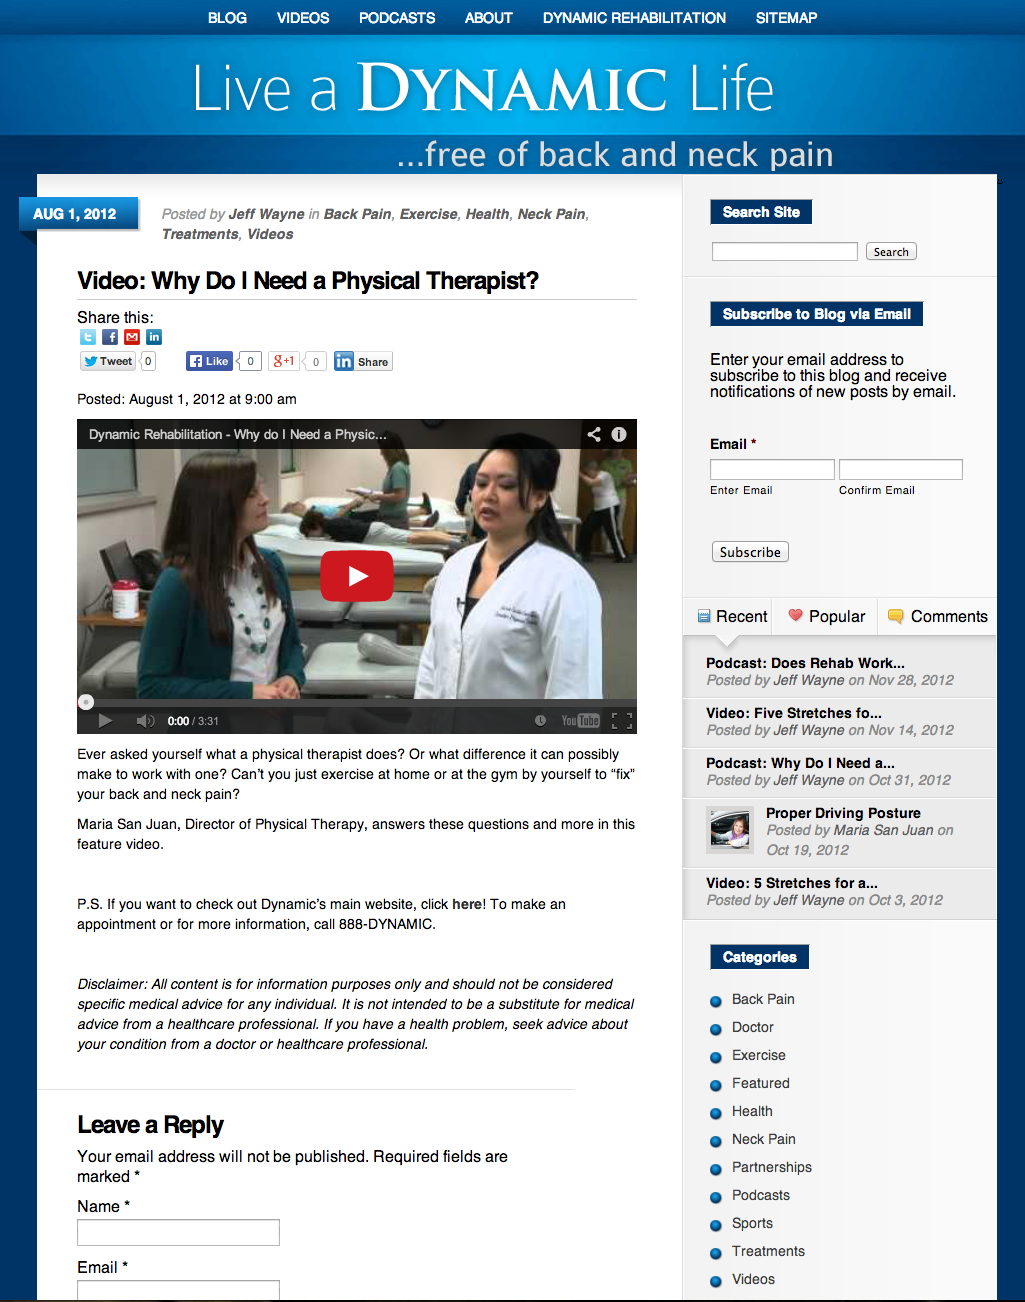 BLOG VIDEOS PODCASTS ABOUT DYNAMIC REHABILITATION SITEMAP
Live a DYNAMIC Life
...free of back and neck pain
AUG 1, 2012
Posted by Jeff Wayne in Back Pain, Exercise, Health, Neck Pain,
Treatments, Videos
Video: Why Do I Need a Physical Therapist?
Share this:
Tweet 0 Like 0 g+1 0 in Share
Posted: August 1, 2012 at 9:00 am
Dynamic Rehabilitation - Why do I Need a Physic...
0:00 / 3:31 YouTube
Ever asked yourself what a physical therapist does? Or what difference it can possibly
make to work with one? Can’t you just exercise at home or at the gym by yourself to “fix”
your back and neck pain?
Maria San Juan, Director of Physical Therapy, answers these questions and more in this
feature video.
P.S. If you want to check out Dynamic’s main website, click here! To make an
appointment or for more information, call 888-DYNAMIC.
Disclaimer: All content is for information purposes only and should not be considered
specific medical advice for any individual. It is not intended to be a substitute for medical
advice from a healthcare professional. If you have a health problem, seek advice about
your condition from a doctor or healthcare professional.
Leave a Reply
Your email address will not be published. Required fields are
marked *
Name *
Email *
Search Site
Search
Subscribe to Blog via Email
Enter your email address to
subscribe to this blog and receive
notifications of new posts by email.
Email *
Enter Email Confirm Email
Subscribe
Recent Popular Comments
Podcast: Does Rehab Work...
Posted by Jeff Wayne on Nov 28, 2012
Video: Five Stretches fo...
Posted by Jeff Wayne on Nov 14, 2012
Podcast: Why Do I Need a...
Posted by Jeff Wayne on Oct 31, 2012
Proper Driving Posture
Posted by Maria San Juan on
Oct 19, 2012
Video: 5 Stretches for a...
Posted by Jeff Wayne on Oct 3, 2012
Categories
Back Pain
Doctor
Exercise
Featured
Health
Neck Pain
Partnerships
Podcasts
Sports
Treatments
Videos